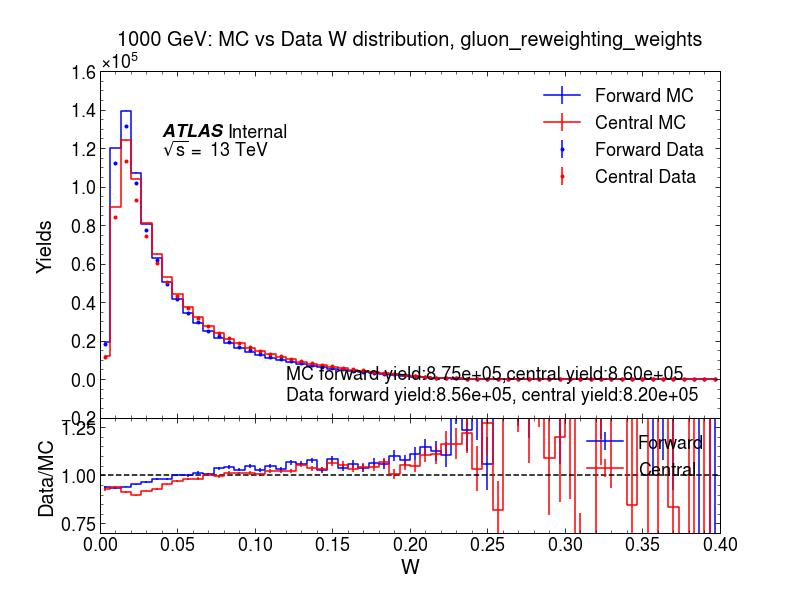 1000 GeV: MC vs Data W distribution, gluon_reweighting_weights
×10⁵
1.6
1.4
1.2
1.0
0.8
0.6
0.4
0.2
0.0
0.2
Yields
ATLAS Internal
√s = 13 TeV
Forward MC
Central MC
Forward Data
Central Data
MC forward yield:8.75e+05 central yield:8.60e+05
Data forward yield:8.56e+05, central yield:8.20e+05
1.25
1.00
0.75
Data/MC
Forward
Central
0.00 0.05 0.10 0.15 0.20 0.25 0.30 0.35 0.40
W